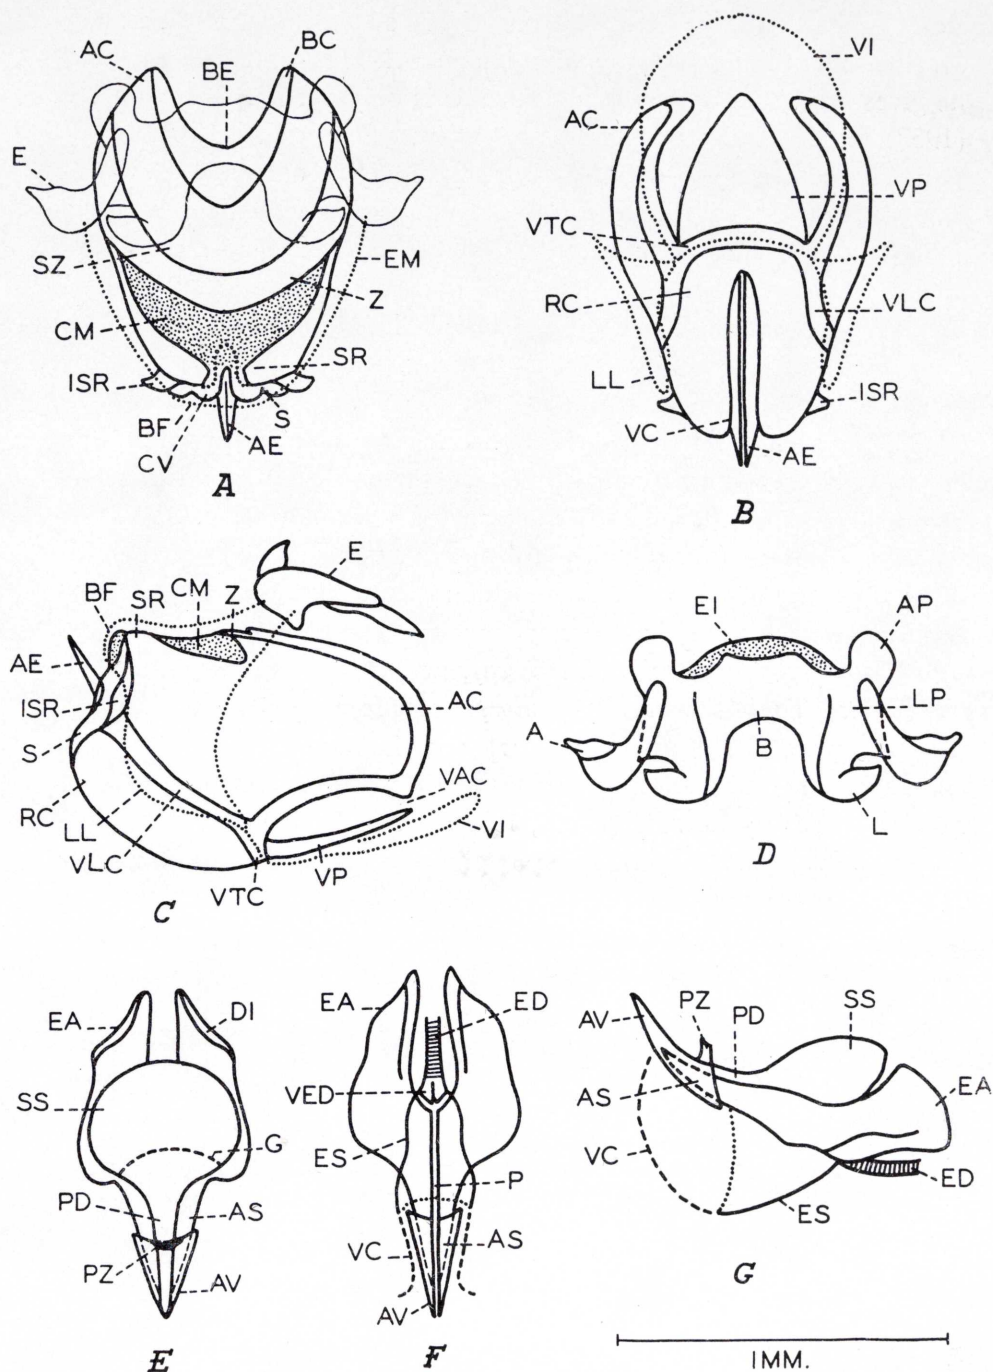 AC
BE
BC
E
SZ
EM
Z
CM
SR
ISR
BF
S
CV
AE
A
VI
AC
VP
VTC
RC
VLC
LL
ISR
VC
AE
B
E
BF
SR
CM
Z
AE
ISR
AC
S
VAC
RC
LL
VI
VLC
VP
VTC
C
EI
AP
LP
A
B
L
D
EA
DI
SS
G
PD
AS
PZ
AV
E
EA
ED
VED
ES
P
VC
AS
AV
F
PZ
SS
AV
PD
AS
EA
VC
ED
ES
G
1MM.